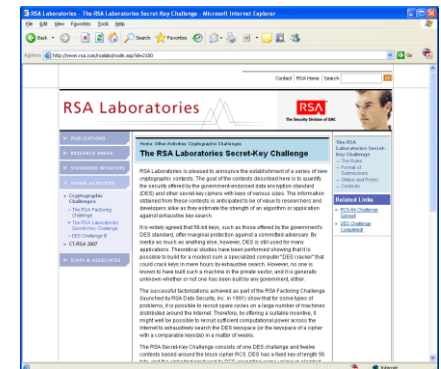 RSA Laboratories - The RSA Laboratories Secret-Key Challenge - Microsoft Internet Explorer
File Edit View Favorites Tools Help
Back Search Favorites
Address http://www.rsa.com/rsalabs/node.asp?id=2100 Go
Contact RSA Home Search
RSA Laboratories
RSA
The Security Division of EMC
PUBLICATIONS
RESEARCH AREAS
STANDARDS INITIATIVES
OTHER ACTIVITIES
Cryptographic
Challenges
The RSA Factoring
Challenge
The RSA Laboratories
Secret-Key Challenge
DES Challenge III
CT-RSA 2007
STAFF & ASSOCIATES
Home: Other Activities: Cryptographic Challenges
The RSA Laboratories Secret-Key Challenge
RSA Laboratories is pleased to announce the establishment of a series of new
cryptographic contests. The goal of the contests described here is to quantify
the security offered by the government-endorsed data encryption standard
(DES) and other secret-key ciphers with keys of various sizes. The information
obtained from these contests is anticipated to be of value to researchers and
developers alike as they estimate the strength of an algorithm or application
against exhaustive key search.
It is widely agreed that 56-bit keys, such as those offered by the government's
DES standard, offer marginal protection against a committed adversary. By
inertia as much as anything else, however, DES is still used for many
applications. Theoretical studies have been performed showing that it is
possible to build for a modest sum a specialized computer "DES cracker" that
could crack keys in mere hours by exhaustive search. However, no one is
known to have built such a machine in the private sector, and it is generally
unknown whether or not one has been built by any government, either.
The successful factorizations achieved as part of the RSA Factoring Challenge
(launched by RSA Data Security, Inc. in 1991) show that for some types of
problems, it is possible to recruit spare cycles on a large number of machines
distributed around the Internet. Therefore, by offering a suitable incentive, it
might well be possible to recruit sufficient computational power across the
Internet to exhaustively search the DES keyspace (or the keyspace of a cipher
with a comparable keysize) in a matter of weeks.
The RSA Secret-Key Challenge consists of one DES challenge and twelve
contests based around the block cipher RC5. DES has a fixed key of length 56
The RSA
Laboratories Secret-
Key Challenge
The Rules
Format of
Submissions
Status and Prizes
Contests
Related Links
RC5-64 Challenge
Solved!
DES Challenge
Completed!
Internet